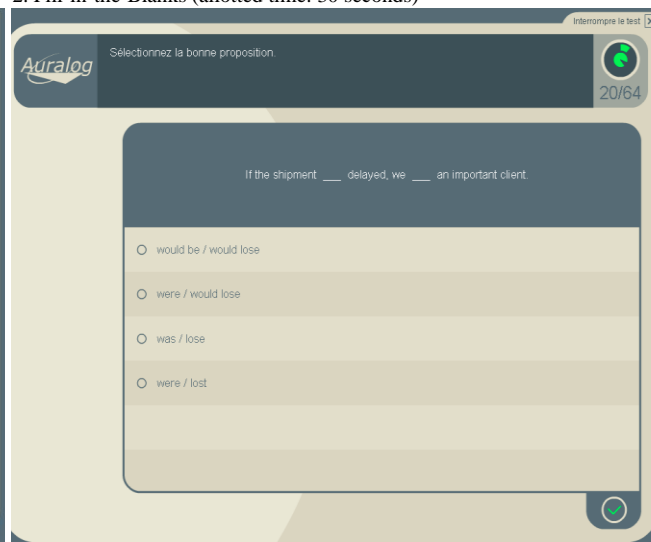 2. Fill-in-the-Blanks (allotted time: 30 seconds)
Interrompre le test
Auralog
Sélectionnez la bonne proposition.
20/64
If the shipment ___ delayed, we ___ an important client.
would be / would lose
were / would lose
was / lose
were / lost